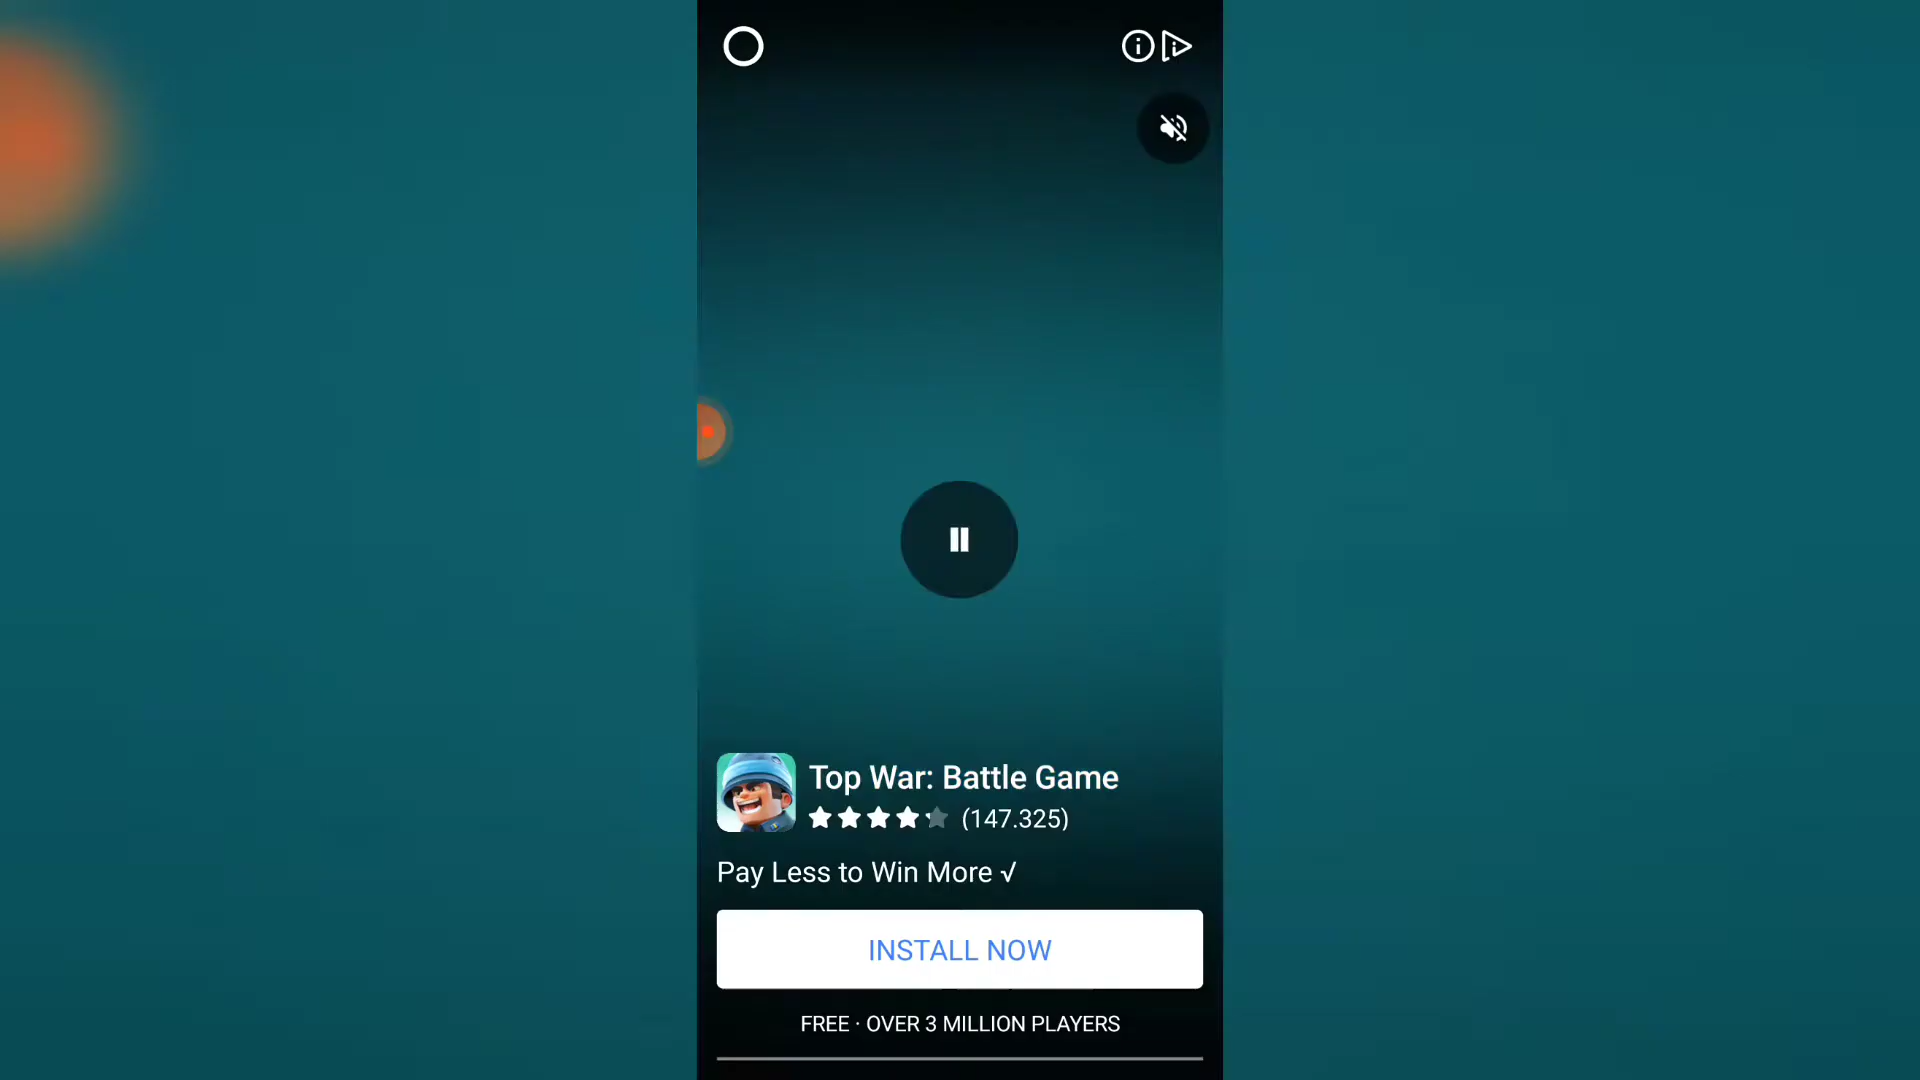 Top War: Battle Game
(147.325)
Pay Less to Win More √
INSTALL NOW
FREE · OVER 3 MILLION PLAYERS